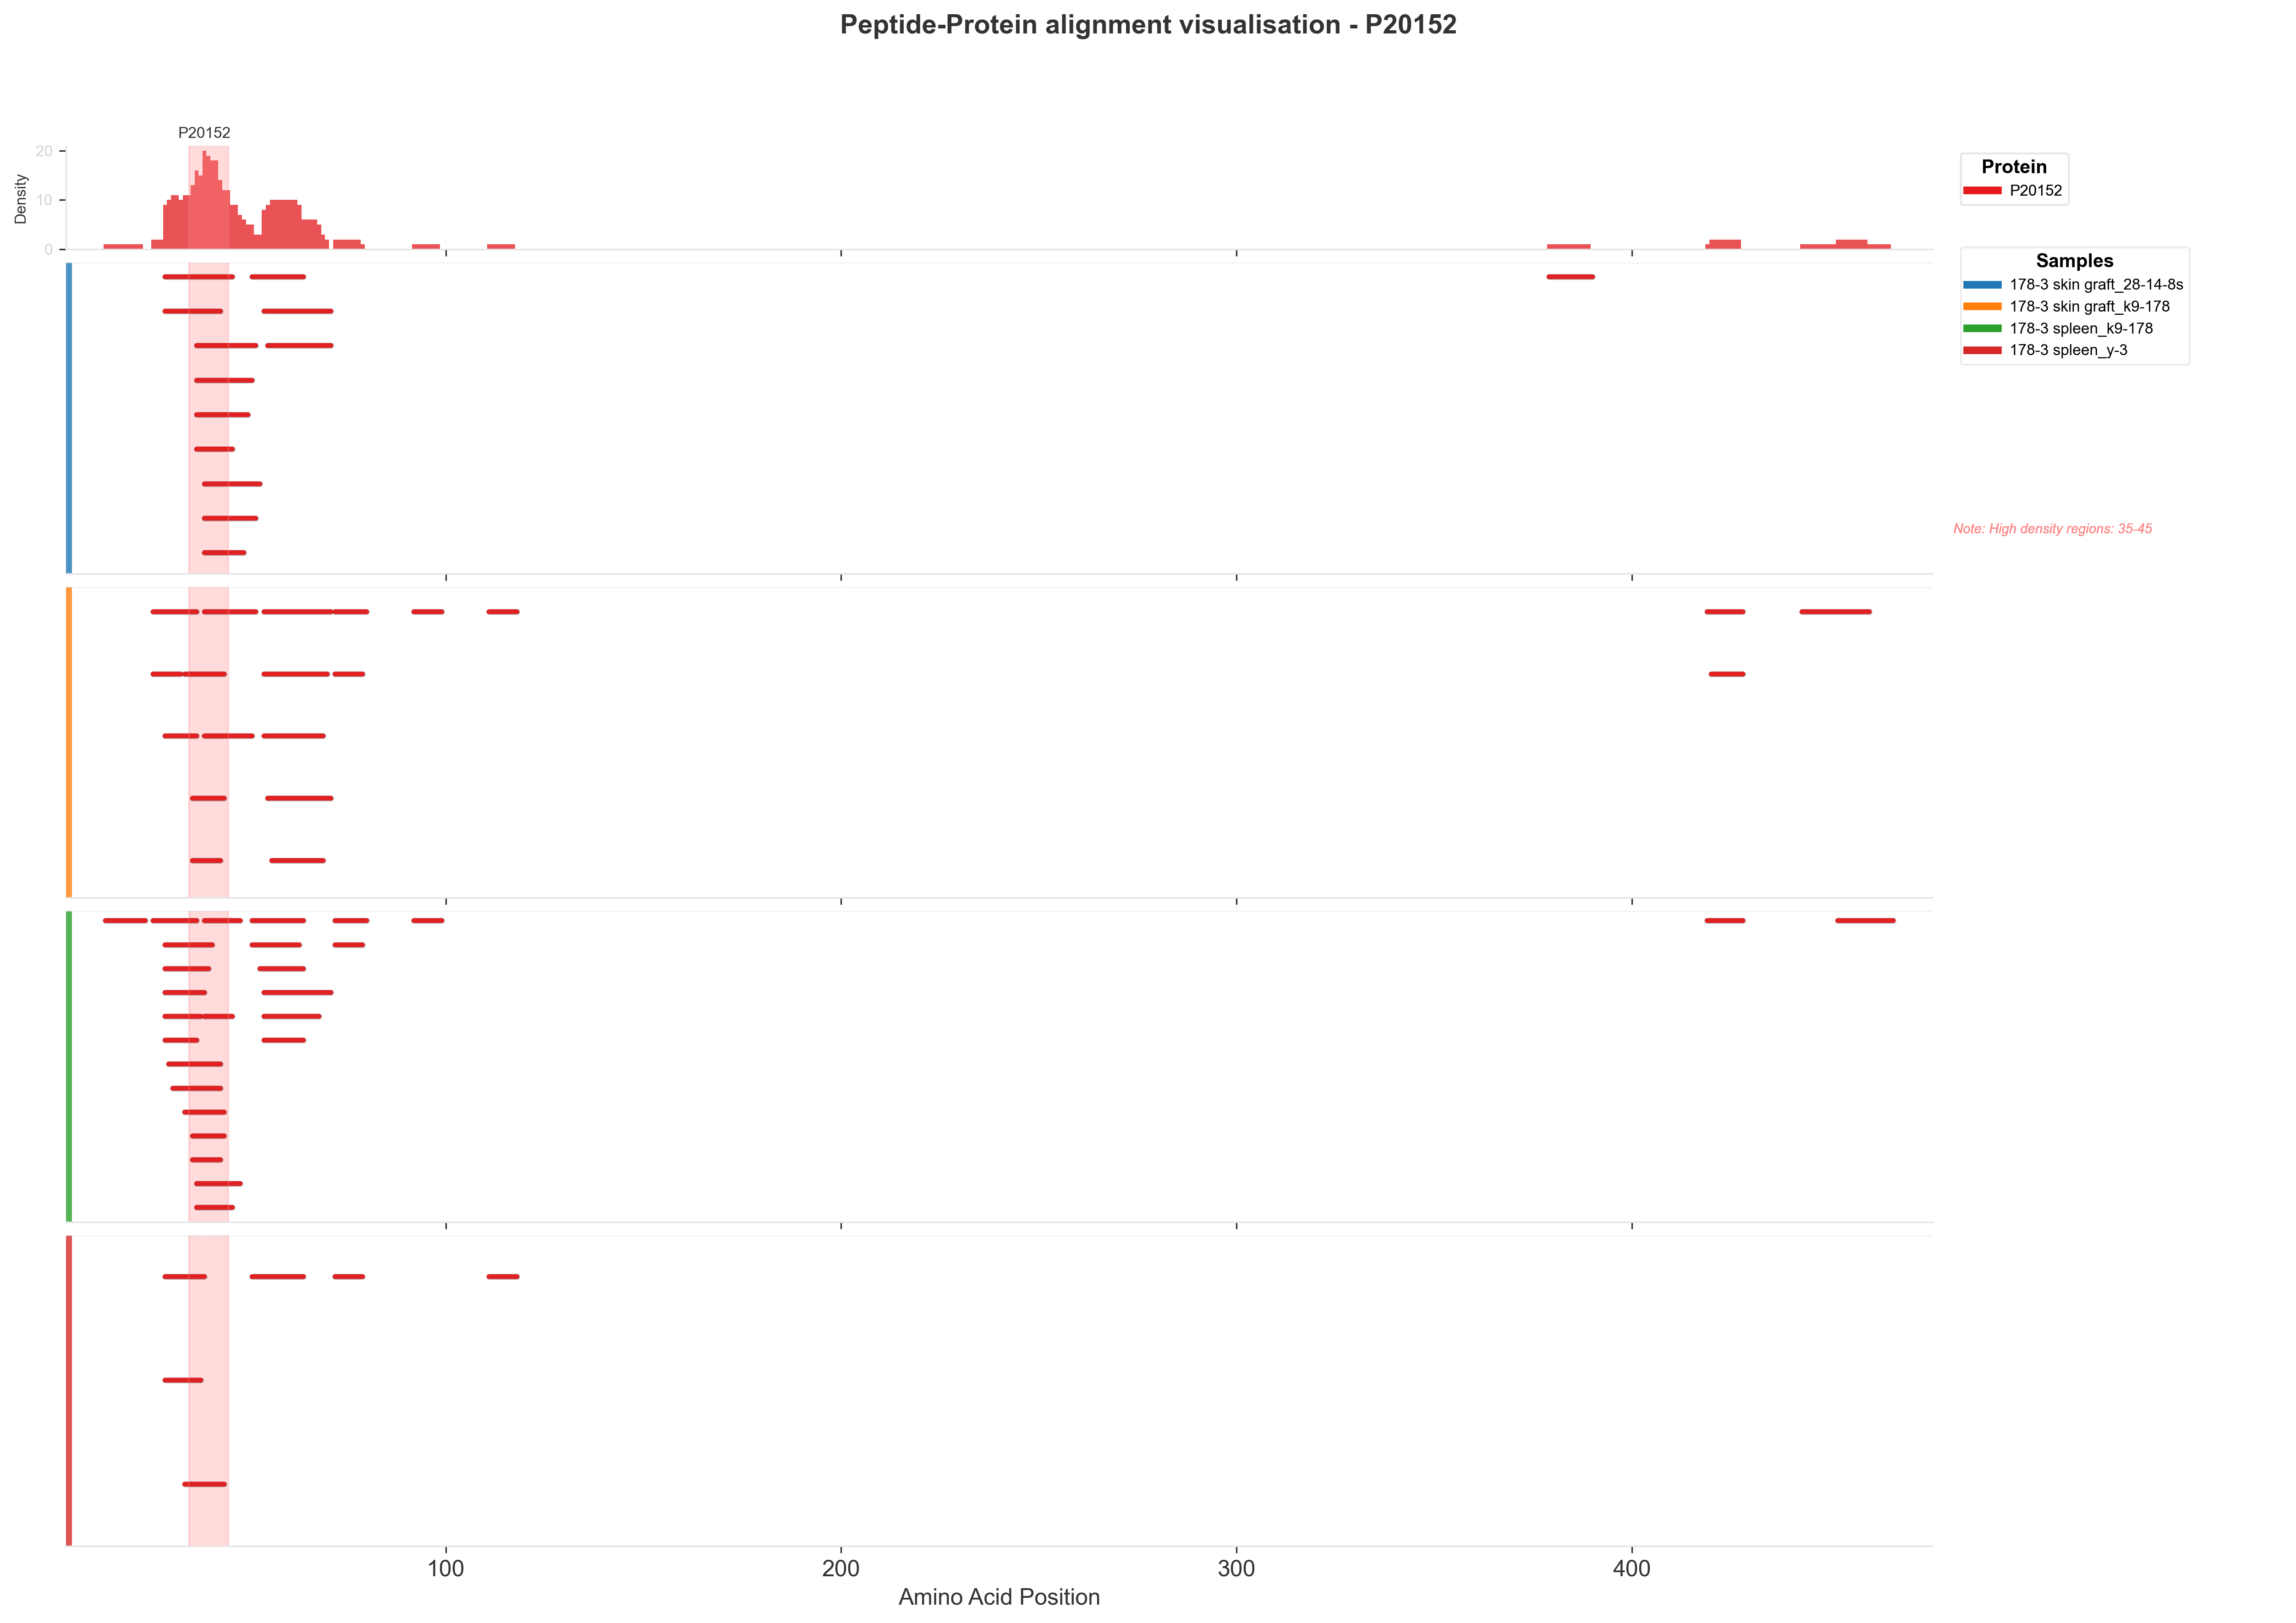 Peptide-Protein alignment visualisation - P20152
P20152
20
10
0
Density
Protein
P20152
Samples
178-3 skin graft_28-14-8s
178-3 skin graft_k9-178
178-3 spleen_k9-178
178-3 spleen_y-3
Note: High density regions: 35-45
100 200 300 400
Amino Acid Position